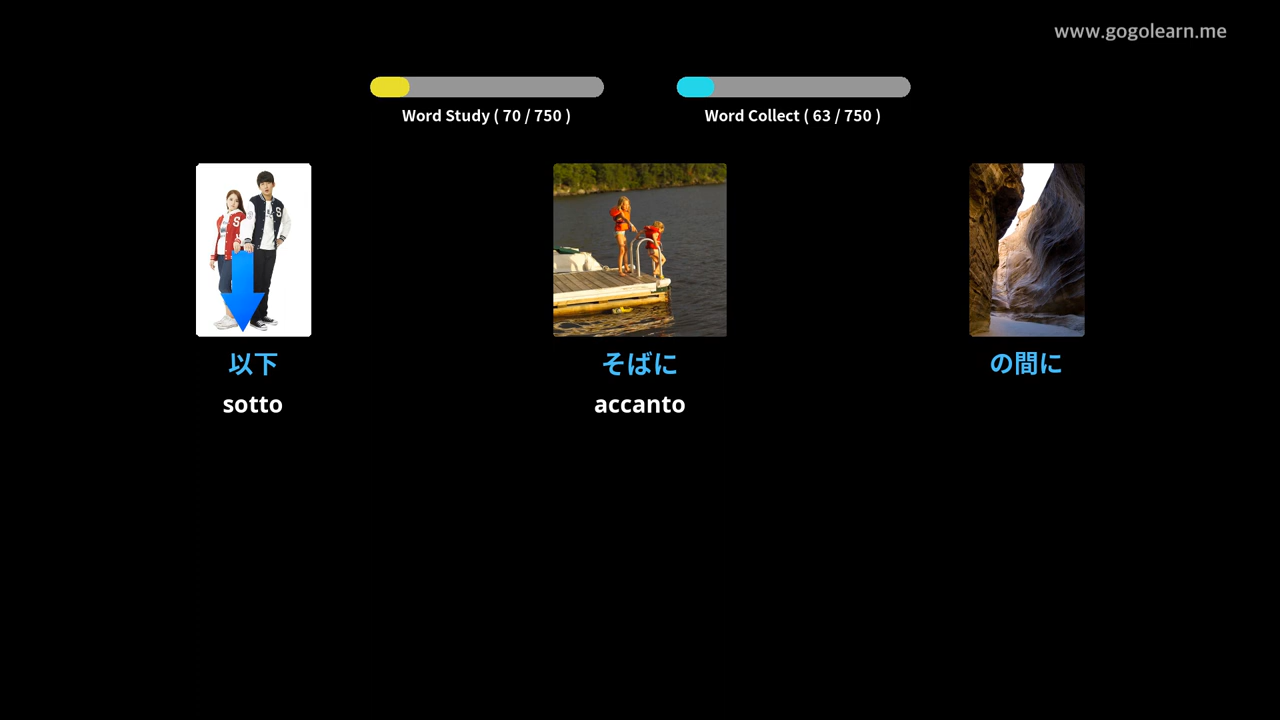 www.gogolearn.me
Word Study ( 70 / 750 )
Word Collect ( 63 / 750 )
S
S
以下
そばに
の間に
sotto
accanto